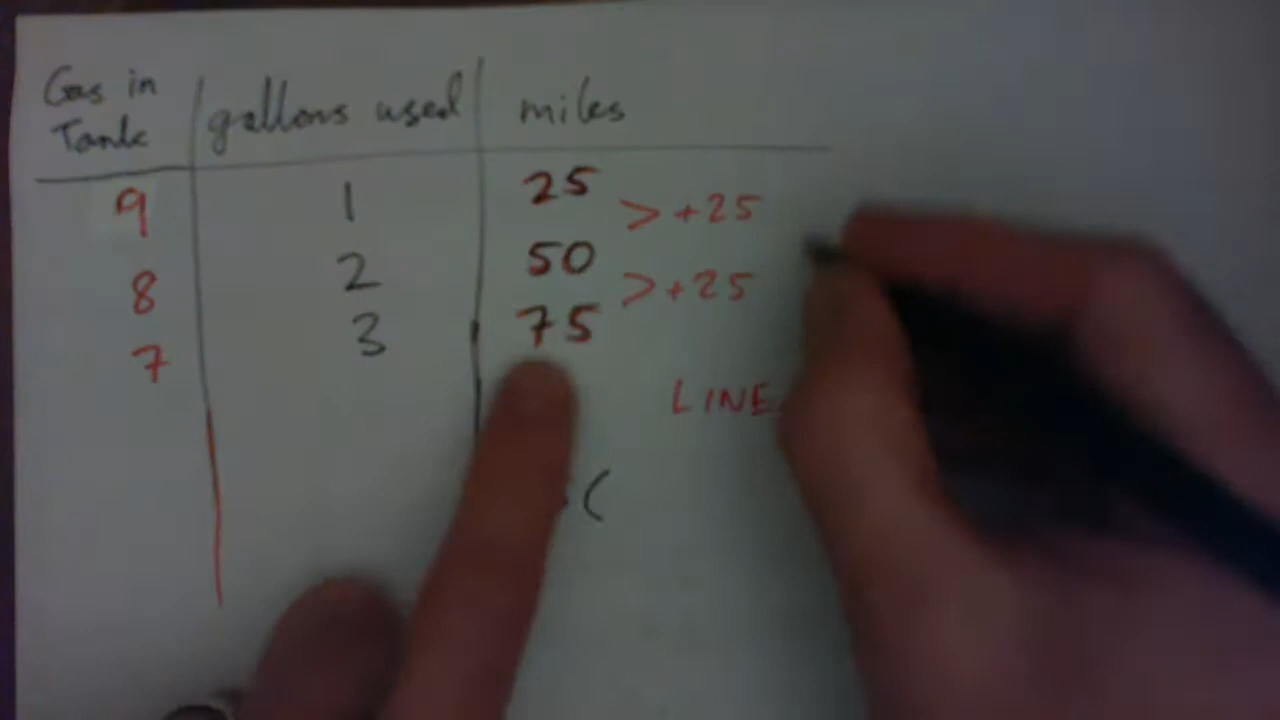 Gas in Tank gallons used miles
9 1 25
> +25
8 2 50
> +25
7 3 75
LINE
(